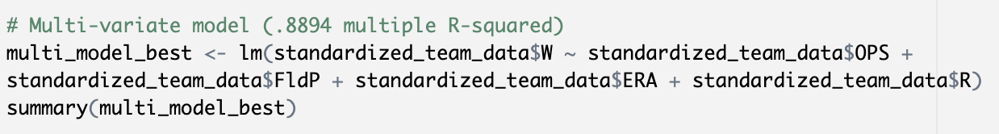 # Multi-variate model (.8894 multiple R-squared)
multi_model_best <- lm(standardized_team_data$W ~ standardized_team_data$OPS +
standardized_team_data$FldP + standardized_team_data$ERA + standardized_team_data$R)
summary(multi_model_best)